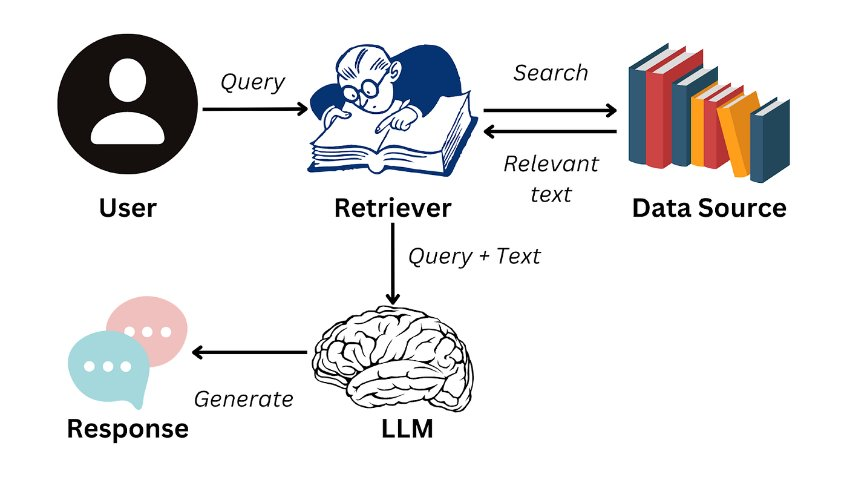 Query
Search
Relevant
text
User
Retriever
Data Source
Query + Text
Generate
Response
LLM